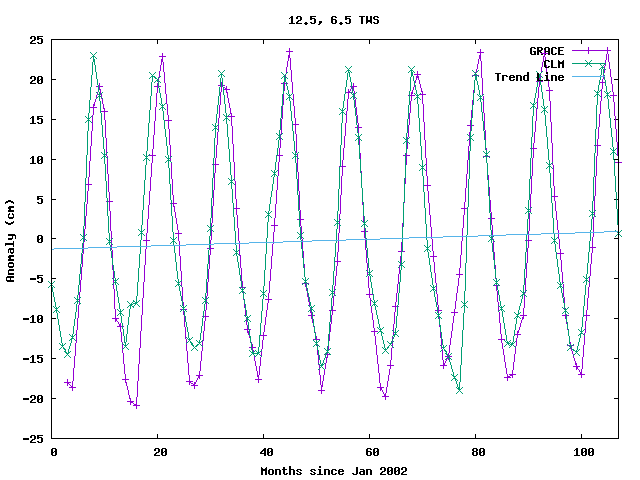 12.5, 6.5 TWS
GRACE
CLM
Trend Line
Anomaly (cm)
25
20
15
10
5
0
-5
-10
-15
-20
-25
0 20 40 60 80 100
Months since Jan 2002